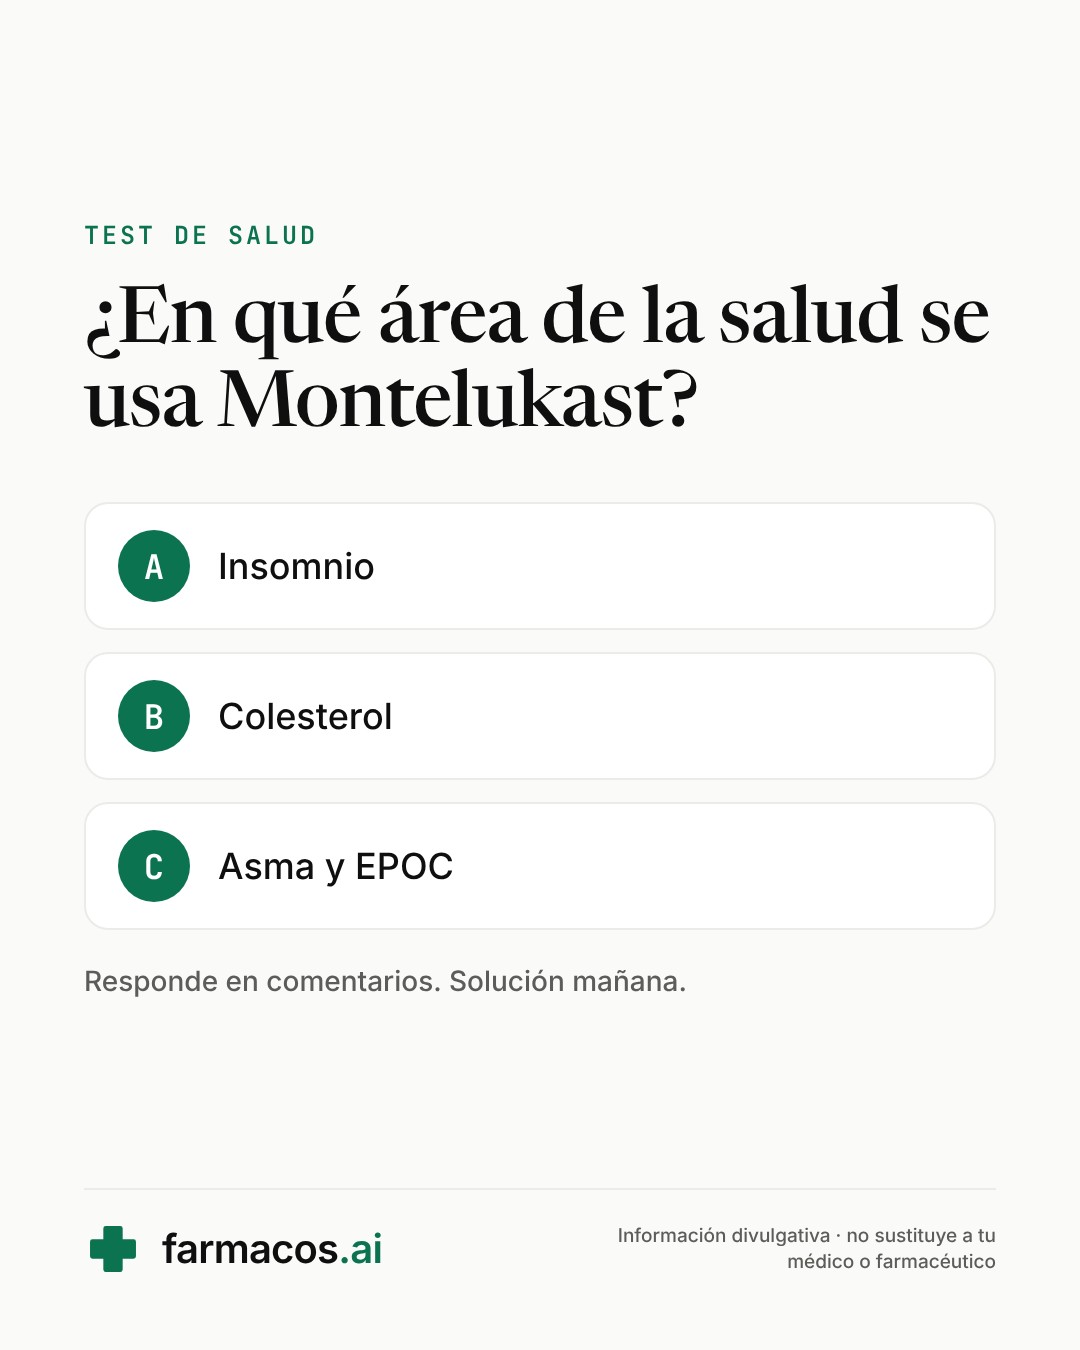 TEST DE SALUD
¿En qué área de la salud se
usa Montelukast?
A Insomnio
B Colesterol
C Asma y EPOC
Responde en comentarios. Solución mañana.
farmacos.ai
Información divulgativa · no sustituye a tu
médico o farmacéutico